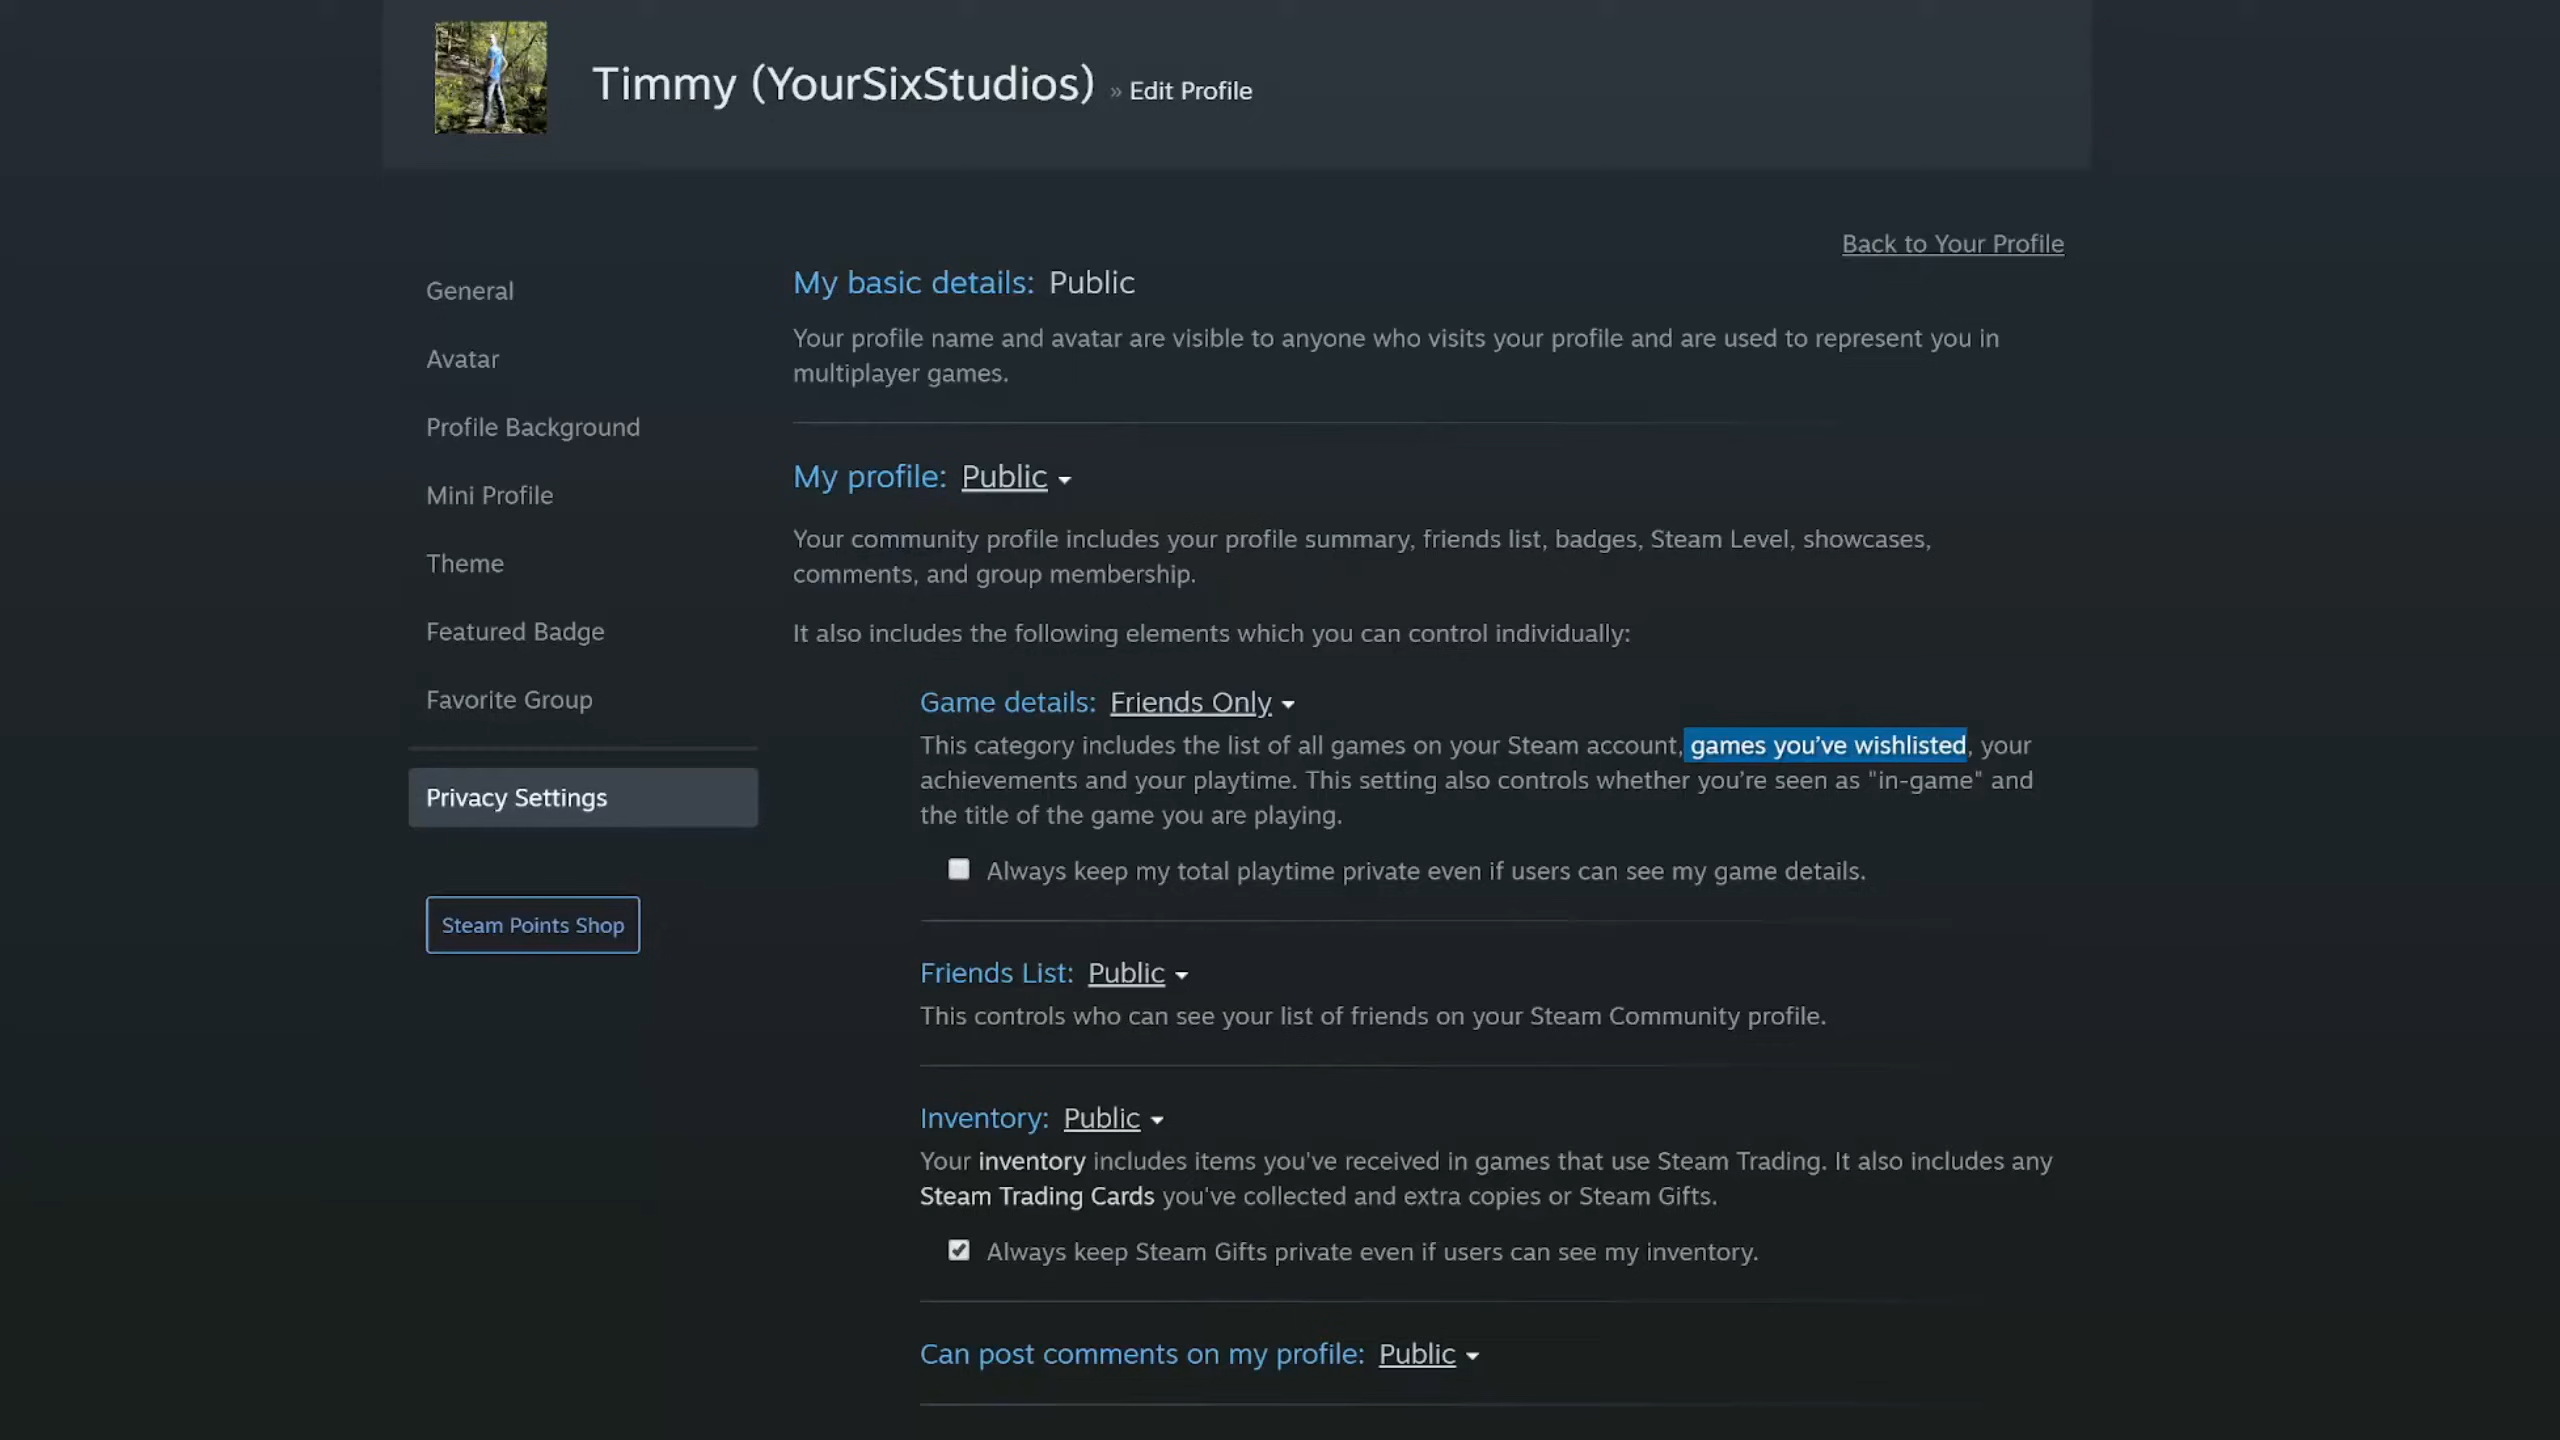 Timmy (YourSixStudios) » Edit Profile
Back to Your Profile
General
Avatar
Profile Background
Mini Profile
Theme
Featured Badge
Favorite Group
Privacy Settings
Steam Points Shop
My basic details: Public
Your profile name and avatar are visible to anyone who visits your profile and are used to represent you in
multiplayer games.
My profile: Public
Your community profile includes your profile summary, friends list, badges, Steam Level, showcases,
comments, and group membership.
It also includes the following elements which you can control individually:
Game details: Friends Only
This category includes the list of all games on your Steam account, games you’ve wishlisted, your
achievements and your playtime. This setting also controls whether you’re seen as "in-game" and
the title of the game you are playing.
Always keep my total playtime private even if users can see my game details.
Friends List: Public
This controls who can see your list of friends on your Steam Community profile.
Inventory: Public
Your inventory includes items you've received in games that use Steam Trading. It also includes any
Steam Trading Cards you've collected and extra copies or Steam Gifts.
Always keep Steam Gifts private even if users can see my inventory.
Can post comments on my profile: Public